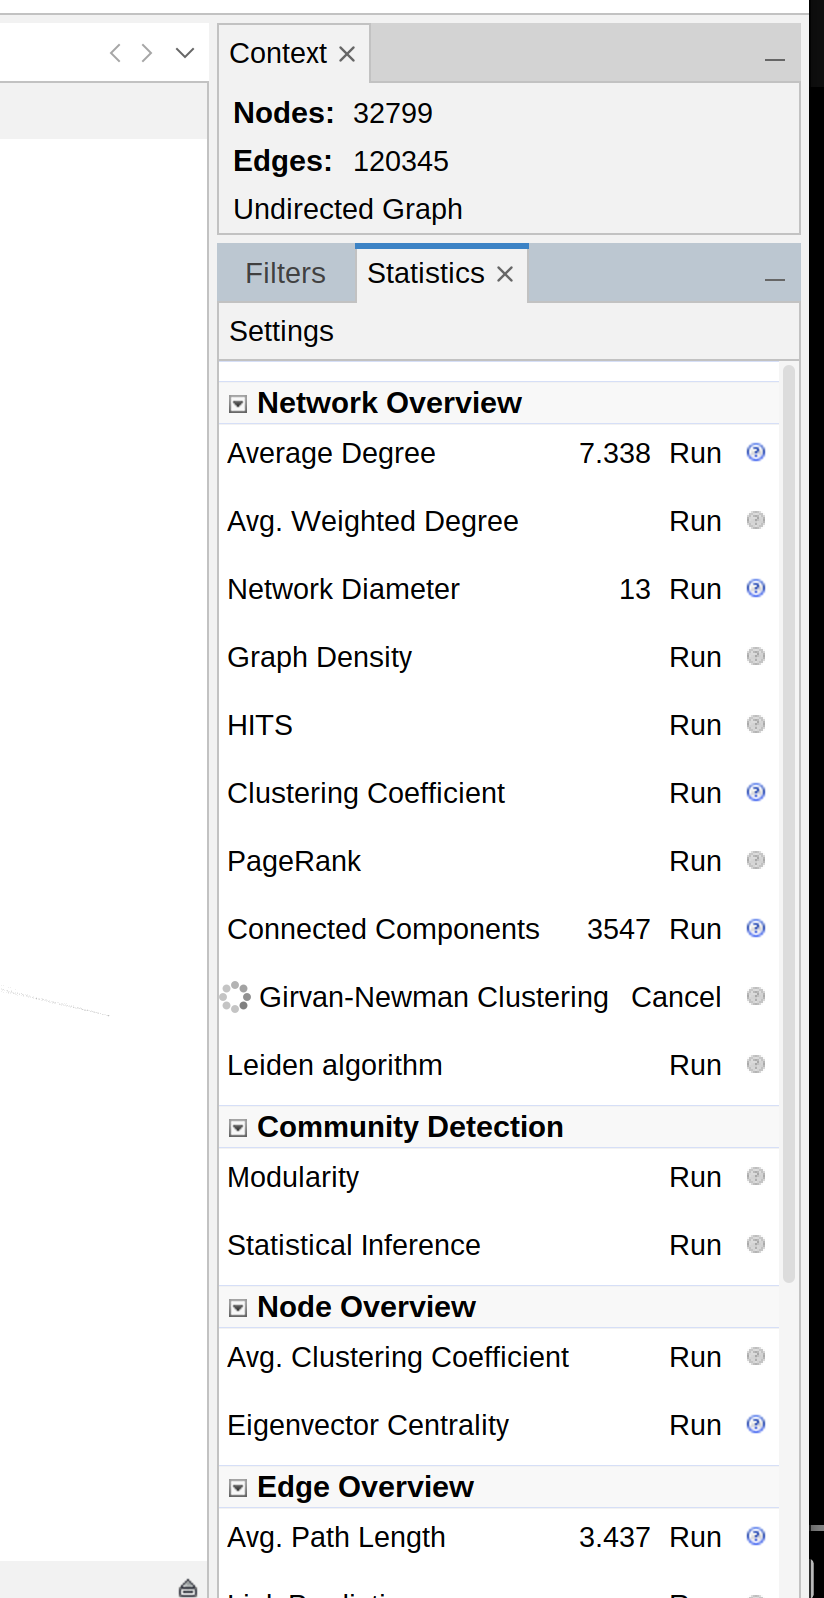 Context
Nodes: 32799
Edges: 120345
Undirected Graph
Filters Statistics
Settings
Network Overview
Average Degree 7.338 Run
Avg. Weighted Degree Run
Network Diameter 13 Run
Graph Density Run
HITS Run
Clustering Coefficient Run
PageRank Run
Connected Components 3547 Run
Girvan-Newman Clustering Cancel
Leiden algorithm Run
Community Detection
Modularity Run
Statistical Inference Run
Node Overview
Avg. Clustering Coefficient Run
Eigenvector Centrality Run
Edge Overview
Avg. Path Length 3.437 Run